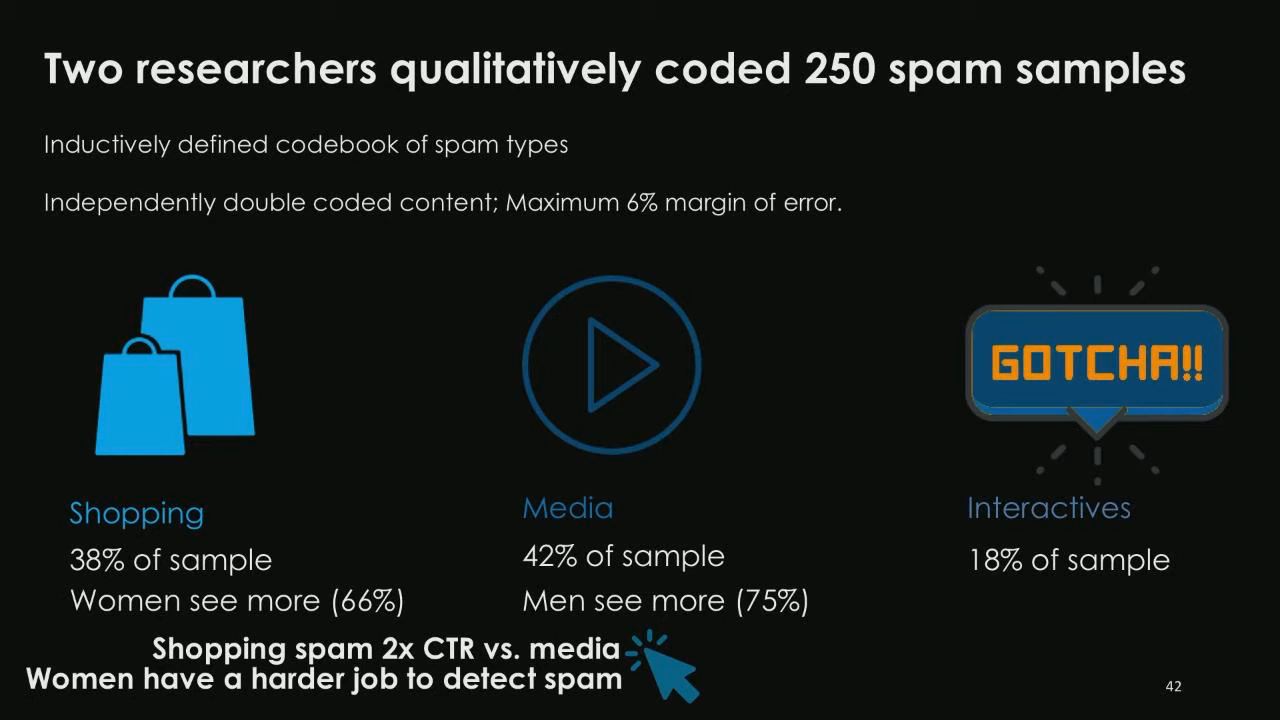 Two researchers qualitatively coded 250 spam samples
Inductively defined codebook of spam types
Independently double coded content; Maximum 6% margin of error.
GOTCHA!!
Shopping
38% of sample
Women see more (66%)
Media
42% of sample
Men see more (75%)
Interactives
18% of sample
Shopping spam 2x CTR vs. media
Women have a harder job to detect spam
42